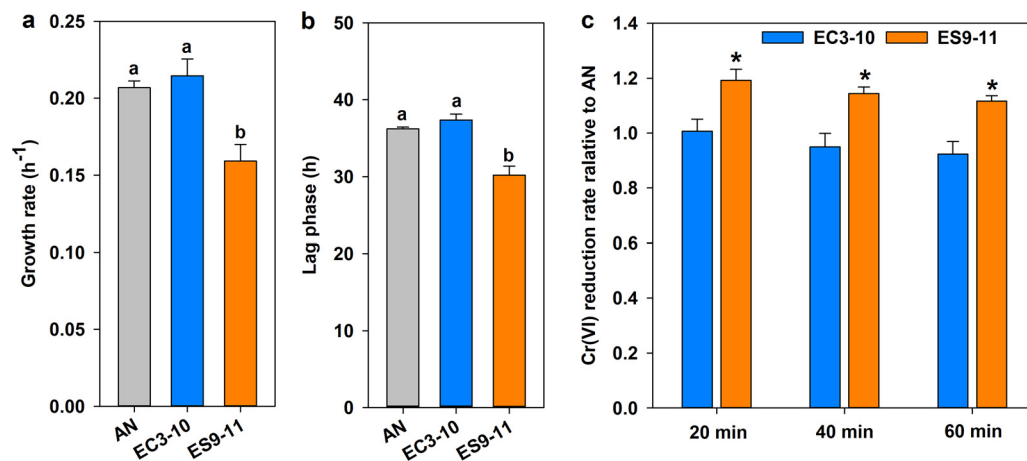 a
Growth rate (h-1)
0.25
0.20
0.15
0.10
0.05
0.00
a
a
b
AN
EC3-10
ES9-11
b
Lag phase (h)
50
40
30
20
10
0
a
a
b
AN
EC3-10
ES9-11
c
Cr(VI) reduction rate ralative to AN
1.4
1.2
1.0
0.8
0.6
0.4
0.2
0.0
EC3-10 ES9-11
*
*
*
20 min 40 min 60 min